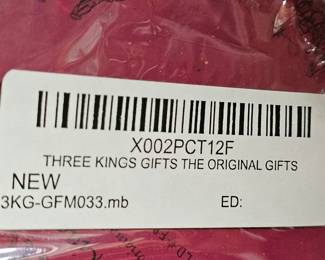 X002PCT12F
THREE KINGS GIFTS THE ORIGINAL GIFTS
NEW
3KG-GFM033.mb ED: